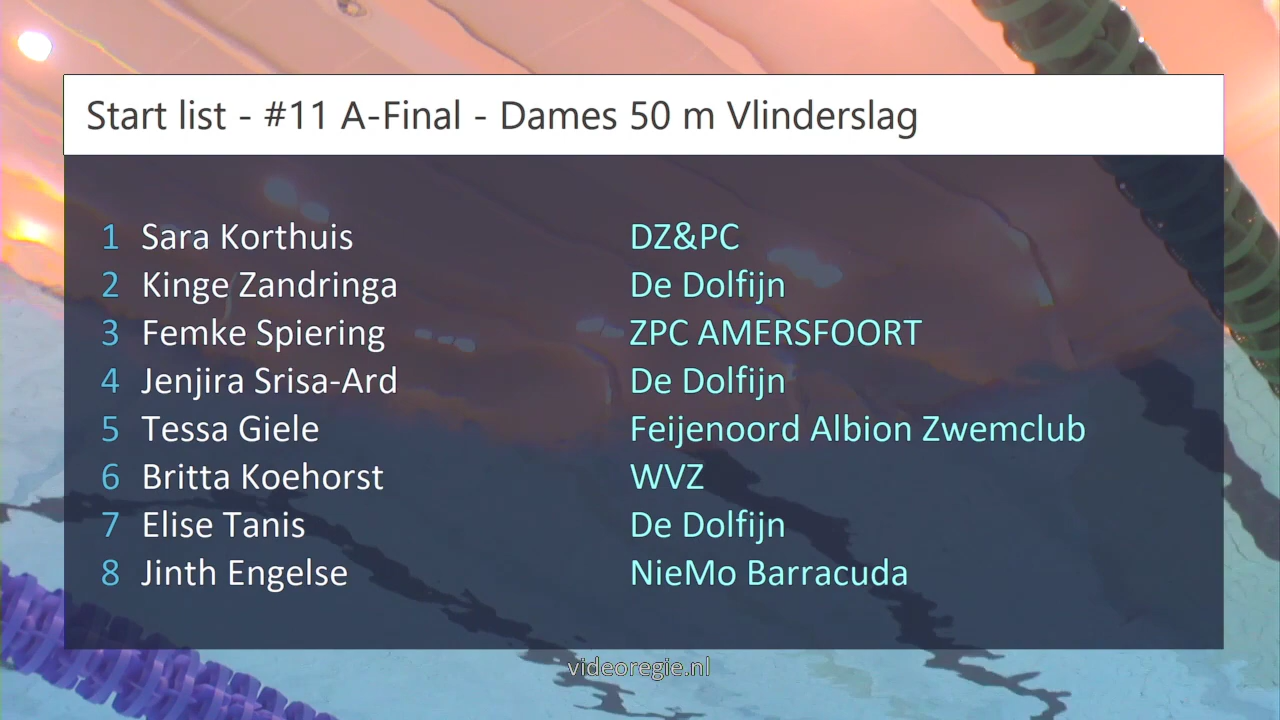 Start list - #11 A-Final - Dames 50 m Vlinderslag
1 Sara Korthuis DZ&PC
2 Kinge Zandringa De Dolfijn
3 Femke Spiering ZPC AMERSFOORT
4 Jenjira Srisa-Ard De Dolfijn
5 Tessa Giele Feijenoord Albion Zwemclub
6 Britta Koehorst WVZ
7 Elise Tanis De Dolfijn
8 Jinth Engelse NieMo Barracuda
videoregie.nl